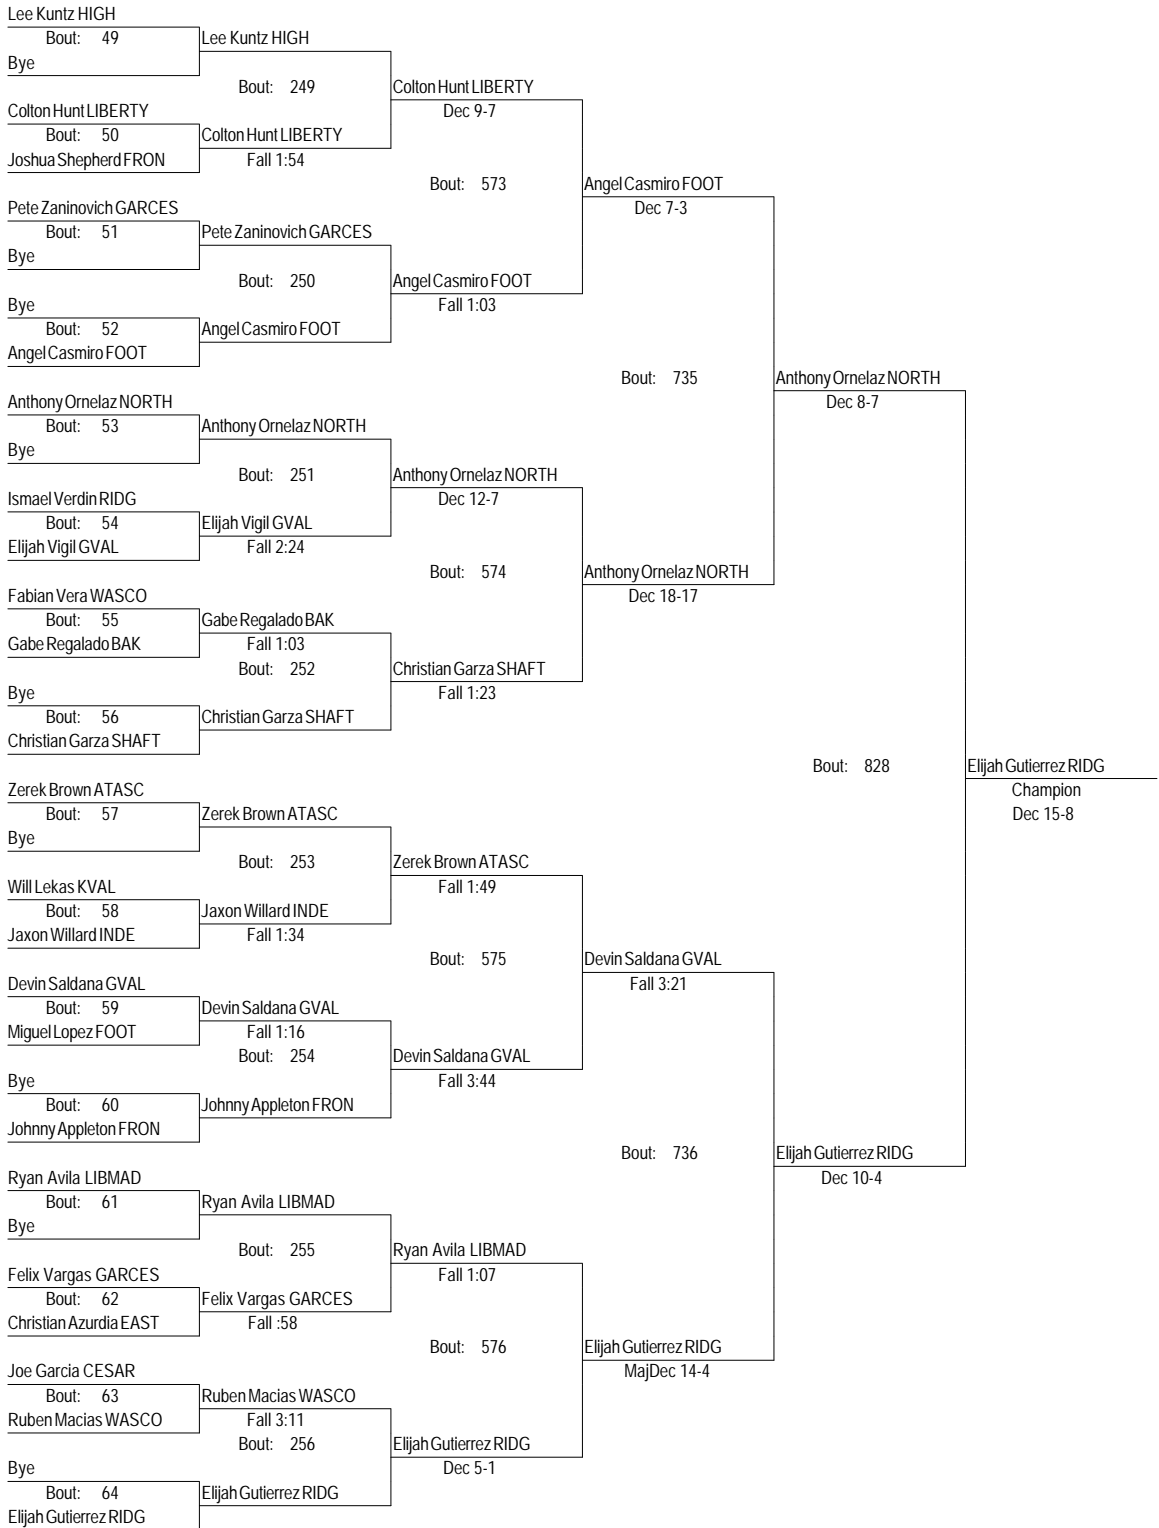 Lee Kuntz HIGH
Bout: 49
Lee Kuntz HIGH
Bye
Bout: 249
Colton Hunt LIBERTY
Dec 9-7
Colton Hunt LIBERTY
Bout: 50
Colton Hunt LIBERTY
Joshua Shepherd FRON
Fall 1:54
Bout: 573
Angel Casmiro FOOT
Dec 7-3
Pete Zaninovich GARCES
Bout: 51
Pete Zaninovich GARCES
Bye
Bout: 250
Angel Casmiro FOOT
Fall 1:03
Bye
Bout: 52
Angel Casmiro FOOT
Angel Casmiro FOOT
Bout: 735
Anthony Ornelaz NORTH
Dec 8-7
Anthony Ornelaz NORTH
Bout: 53
Anthony Ornelaz NORTH
Bye
Bout: 251
Anthony Ornelaz NORTH
Dec 12-7
Ismael Verdin RIDG
Bout: 54
Elijah Vigil GVAL
Elijah Vigil GVAL
Fall 2:24
Bout: 574
Anthony Ornelaz NORTH
Dec 18-17
Fabian Vera WASCO
Bout: 55
Gabe Regalado BAK
Gabe Regalado BAK
Fall 1:03
Bout: 252
Christian Garza SHAFT
Fall 1:23
Bye
Bout: 56
Christian Garza SHAFT
Christian Garza SHAFT
Bout: 828
Elijah Gutierrez RIDG
Champion
Dec 15-8
Zerek Brown ATASC
Bout: 57
Zerek Brown ATASC
Bye
Bout: 253
Zerek Brown ATASC
Fall 1:49
Will Lekas KVAL
Bout: 58
Jaxon Willard INDE
Jaxon Willard INDE
Fall 1:34
Bout: 575
Devin Saldana GVAL
Fall 3:21
Devin Saldana GVAL
Bout: 59
Devin Saldana GVAL
Miguel Lopez FOOT
Fall 1:16
Bout: 254
Devin Saldana GVAL
Fall 3:44
Bye
Bout: 60
Johnny Appleton FRON
Johnny Appleton FRON
Bout: 736
Elijah Gutierrez RIDG
Dec 10-4
Ryan Avila LIBMAD
Bout: 61
Ryan Avila LIBMAD
Bye
Bout: 255
Ryan Avila LIBMAD
Fall 1:07
Felix Vargas GARCES
Bout: 62
Felix Vargas GARCES
Christian Azurdia EAST
Fall :58
Bout: 576
Elijah Gutierrez RIDG
MajDec 14-4
Joe Garcia CESAR
Bout: 63
Ruben Macias WASCO
Ruben Macias WASCO
Fall 3:11
Bout: 256
Elijah Gutierrez RIDG
Dec 5-1
Bye
Bout: 64
Elijah Gutierrez RIDG
Elijah Gutierrez RIDG